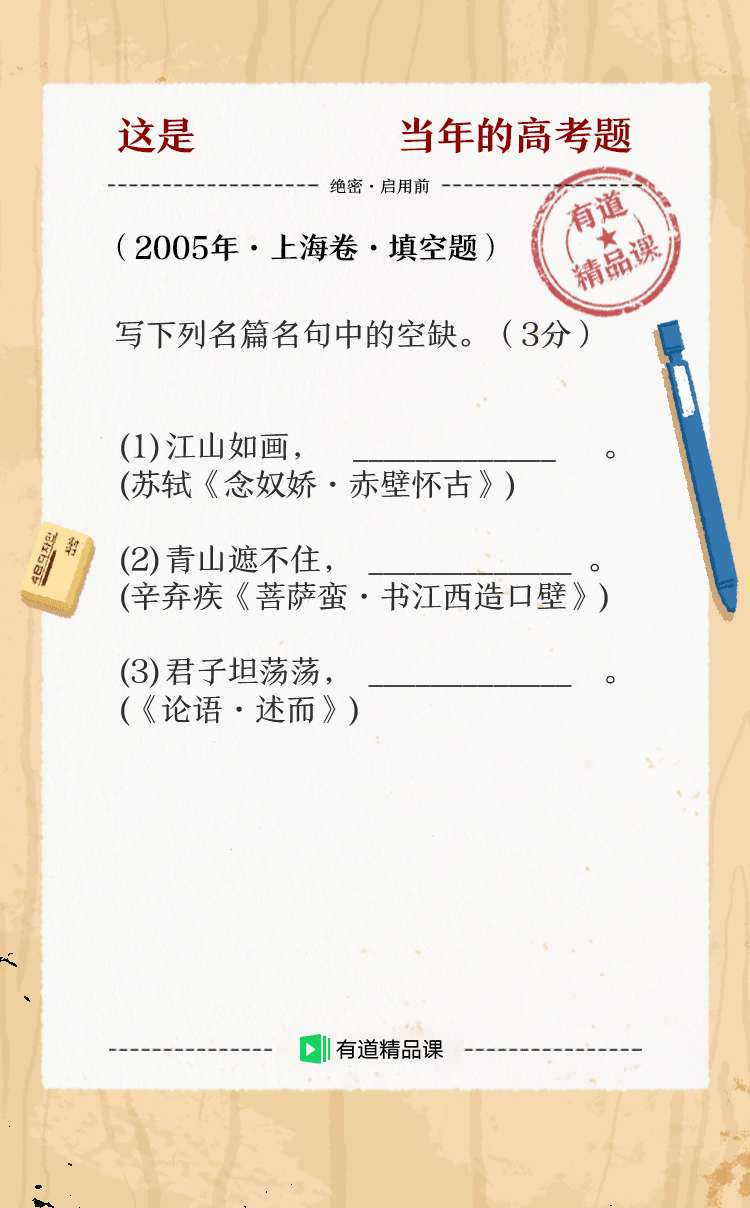 这是 当年的高考题
绝密·启用前
有道
精品课
（2005年·上海卷·填空题）
写下列名篇名句中的空缺。（3分）
(1)江山如画， _____________ 。
(苏轼《念奴娇·赤壁怀古》)
(2)青山遮不住， _____________ 。
(辛弃疾《菩萨蛮·书江西造口壁》)
(3)君子坦荡荡， _____________ 。
(《论语·述而》)
有道精品课